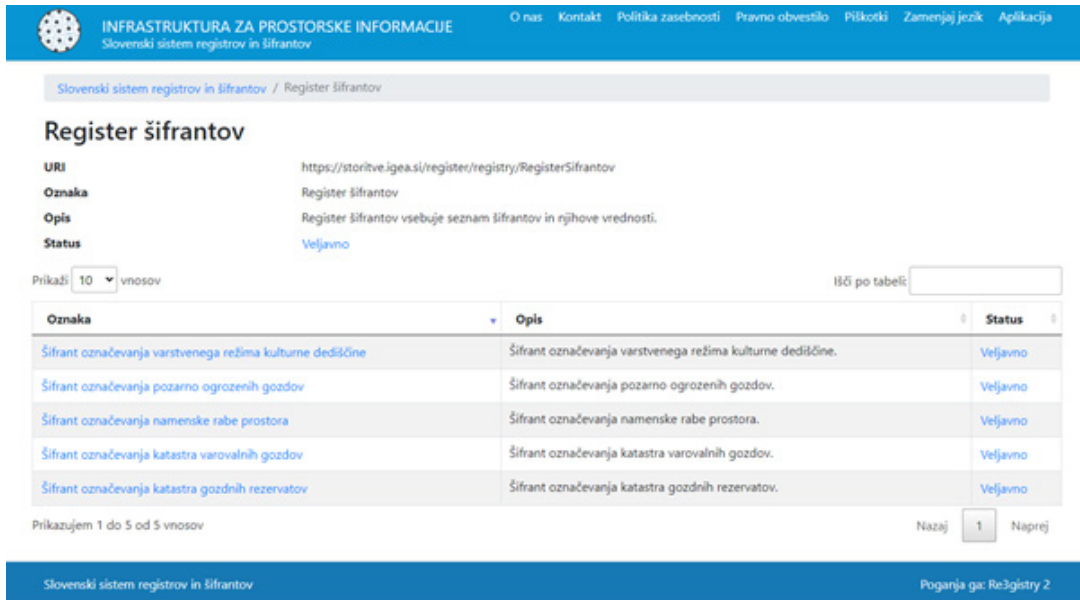 INFRASTRUKTURA ZA PROSTORSKE INFORMACIJE
Slovenski sistem registrov in šifrantov
O nas Kontakt Politika zasebnosti Pravno obvestilo Piškotki Zamenjaj jezik Aplikacija
Slovenski sistem registrov in šifrantov / Register šifrantov
Register šifrantov
URI https://storitve.igea.si/register/registry/RegisterSifrantov
Oznaka Register šifrantov
Opis Register šifrantov vsebuje seznam šifrantov in njihove vrednosti.
Status Veljavno
Prikaži 10 vnosov Išči po tabeli:
Oznaka Opis Status
Šifrant označevanja varstvenega režima kulturne dediščine Šifrant označevanja varstvenega režima kulturne dediščine. Veljavno
Šifrant označevanja pozarno ogrozenih gozdov Šifrant označevanja pozarno ogrozenih gozdov. Veljavno
Šifrant označevanja namenske rabe prostora Šifrant označevanja namenske rabe prostora. Veljavno
Šifrant označevanja katastra varovalnih gozdov Šifrant označevanja katastra varovalnih gozdov. Veljavno
Šifrant označevanja katastra gozdnih rezervatov Šifrant označevanja katastra gozdnih rezervatov. Veljavno
Prikazujem 1 do 5 od 5 vnosov Nazaj 1 Naprej
Slovenski sistem registrov in šifrantov Poganja ga: Re3gistry 2